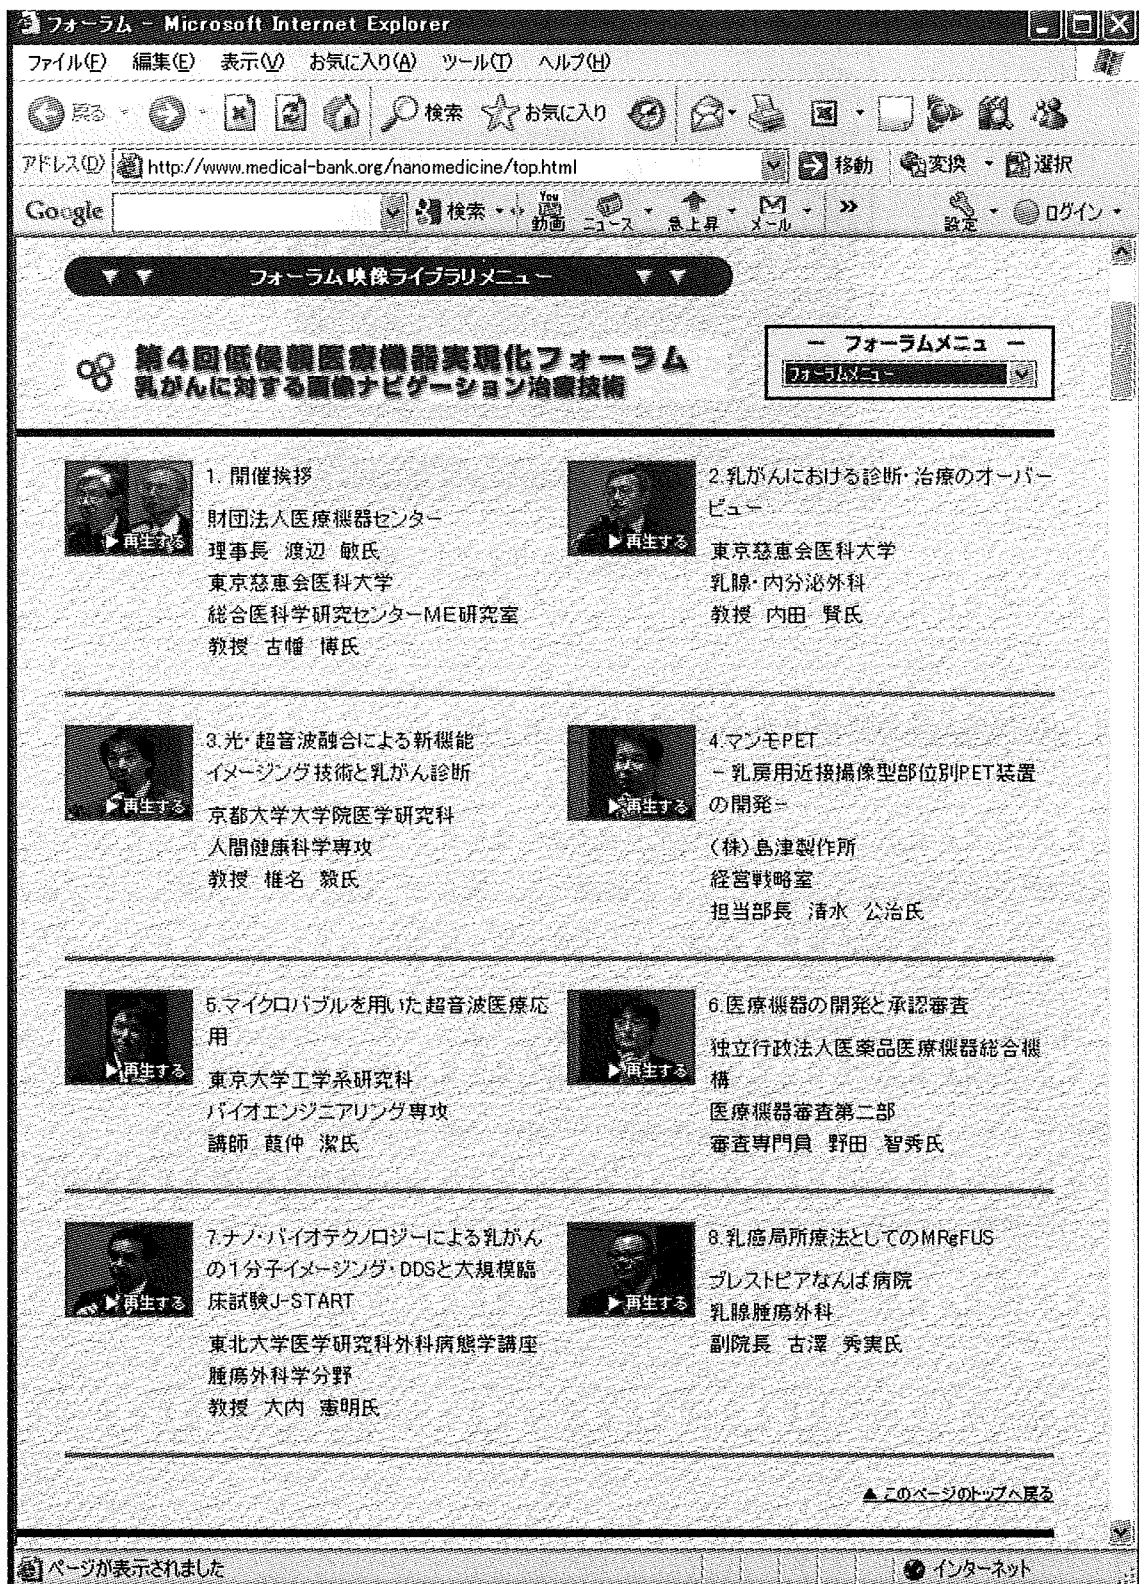 フォーラム - Microsoft Internet Explorer
ファイル(F) 編集(E) 表示(V) お気に入り(A) ツール(T) ヘルプ(H)
戻る 検索 お気に入り
アドレス(D) http://www.medical-bank.org/nanomedicine/top.html 移動 変換 選択
Google 検索 You 動画 ニュース 急上昇 メール » 設定 ログイン
▼ ▼ フォーラム映像ライブラリメニュー ▼ ▼
第4回低侵襲医療機器実現化フォーラム
乳がんに対する画像ナビゲーション治療技術
― フォーラムメニュー ―
フォーラムメニュー
1. 開催挨拶
財団法人医療機器センター
理事長 渡辺 敏氏
東京慈恵会医科大学
総合医科学研究センターME研究室
教授 古幡 博氏
▶再生する
2.乳がんにおける診断・治療のオーバー
ビュー
東京慈恵会医科大学
乳腺・内分泌外科
教授 内田 賢氏
▶再生する
3.光・超音波融合による新機能
イメージング技術と乳がん診断
京都大学大学院医学研究科
人間健康科学専攻
教授 椎名 毅氏
▶再生する
4.マンモPET
－乳房用近接撮像型部位別PET装置
の開発－
(株)島津製作所
経営戦略室
担当部長 清水 公治氏
▶再生する
5.マイクロバブルを用いた超音波医療応
用
東京大学工学系研究科
バイオエンジニアリング専攻
講師 葭仲 潔氏
▶再生する
6.医療機器の開発と承認審査
独立行政法人医薬品医療機器総合機
構
医療機器審査第二部
審査専門員 野田 智秀氏
▶再生する
7.ナノ・バイオテクノロジーによる乳がん
の1分子イメージング・DDSと大規模臨
床試験J-START
東北大学医学研究科外科病態学講座
腫瘍外科学分野
教授 大内 憲明氏
▶再生する
8.乳癌局所療法としてのMRgFUS
ブレストピアなんば病院
乳腺腫瘍外科
副院長 古澤 秀実氏
▶再生する
▲ このページのトップへ戻る
ページが表示されました インターネット